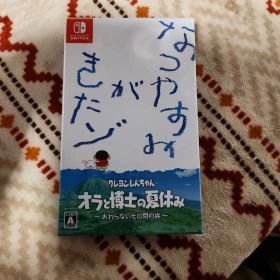 NINTENDO
SWITCH
なつやすみ
が
きたゾ
クレヨンしんちゃん
オラと博士の夏休み
〜おわらない七日間の旅〜
A